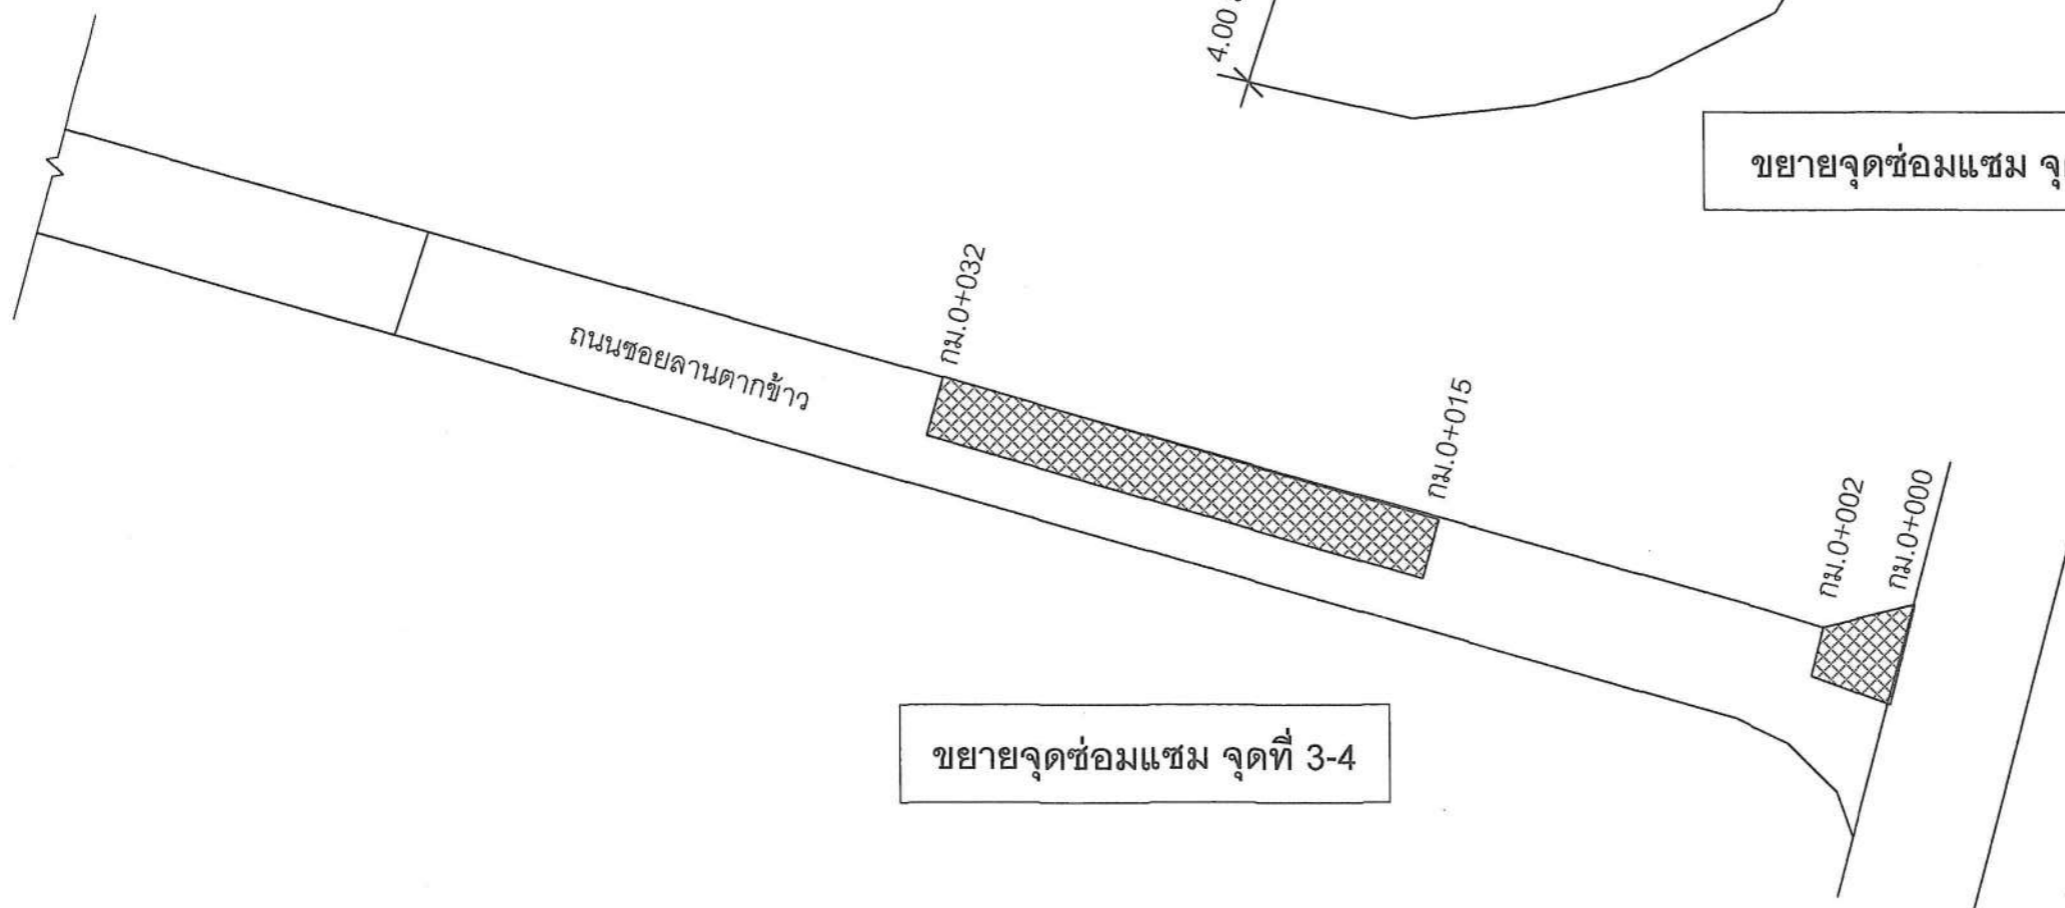 4.00
ขยายจุดซ่อมแซม
กม.0+032
ถนนซอยลานตากข้าว
กม.0+015
กม.0+002
กม.0+000
ขยายจุดซ่อมแซม จุดที่ 3-4